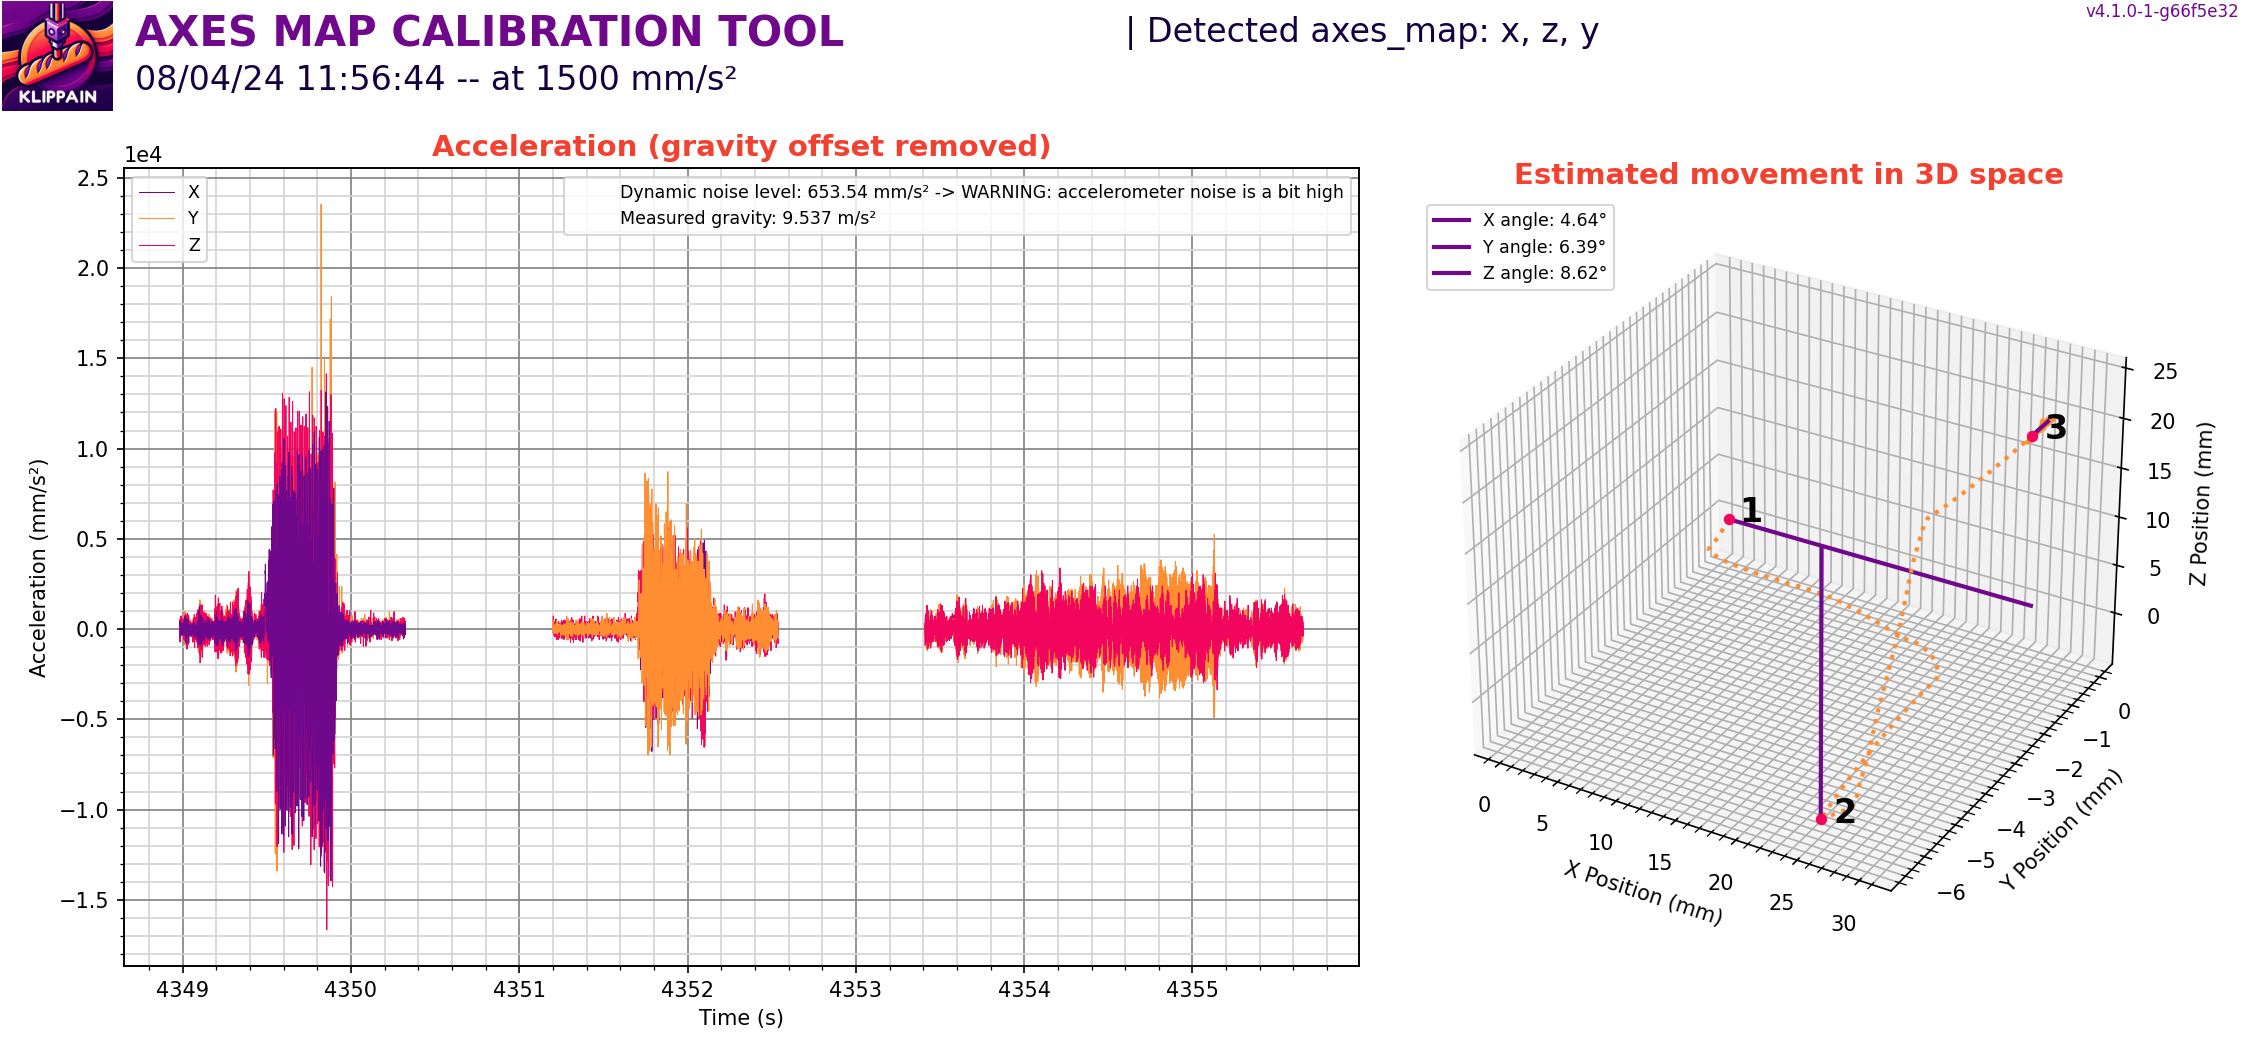 KLIPPAIN
AXES MAP CALIBRATION TOOL
| Detected axes_map: x, z, y
v4.1.0-1-g66f5e32
08/04/24 11:56:44 -- at 1500 mm/s²
Acceleration (gravity offset removed)
1e4
X
Y
Z
Dynamic noise level: 653.54 mm/s² -> WARNING: accelerometer noise is a bit high
Measured gravity: 9.537 m/s²
2.5
2.0
1.5
1.0
0.5
0.0
−0.5
−1.0
−1.5
Acceleration (mm/s²)
4349
4350
4351
4352
4353
4354
4355
Time (s)
Estimated movement in 3D space
X angle: 4.64°
Y angle: 6.39°
Z angle: 8.62°
1
2
3
25
20
15
10
5
0
Z Position (mm)
0
−1
−2
−3
−4
−5
−6
Y Position (mm)
0
5
10
15
20
25
30
X Position (mm)